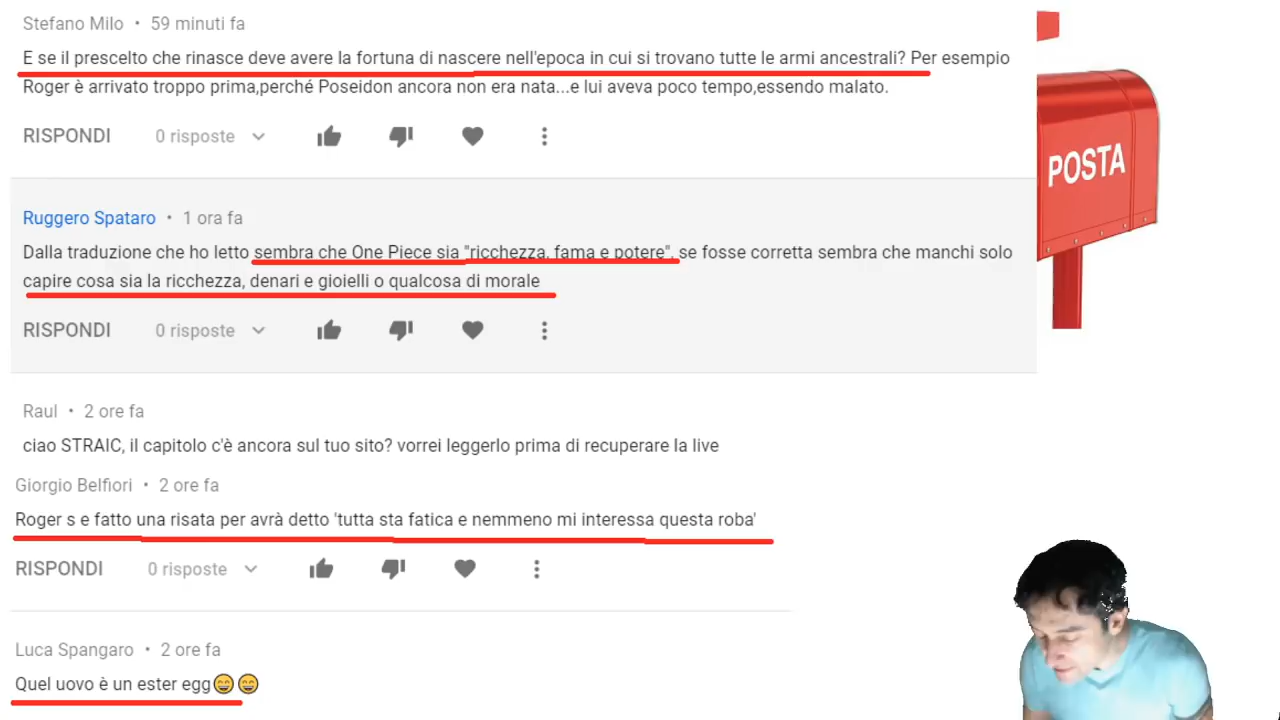 Stefano Milo • 59 minuti fa
E se il prescelto che rinasce deve avere la fortuna di nascere nell'epoca in cui si trovano tutte le armi ancestrali? Per esempio
Roger è arrivato troppo prima,perché Poseidon ancora non era nata...e lui aveva poco tempo,essendo malato.
RISPONDI 0 risposte
POSTA
Ruggero Spataro • 1 ora fa
Dalla traduzione che ho letto sembra che One Piece sia "ricchezza, fama e potere", se fosse corretta sembra che manchi solo
capire cosa sia la ricchezza, denari e gioielli o qualcosa di morale
RISPONDI 0 risposte
Raul • 2 ore fa
ciao STRAIC, il capitolo c'è ancora sul tuo sito? vorrei leggerlo prima di recuperare la live
Giorgio Belfiori • 2 ore fa
Roger s e fatto una risata per avrà detto 'tutta sta fatica e nemmeno mi interessa questa roba'
RISPONDI 0 risposte
Luca Spangaro • 2 ore fa
Quel uovo è un ester egg😄😄